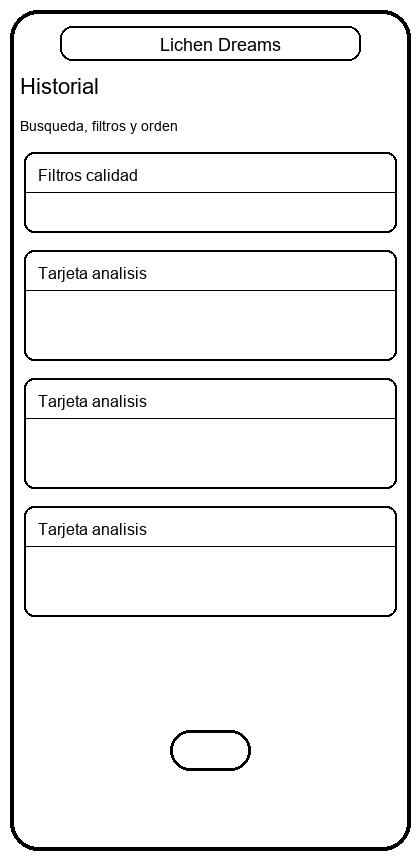 Lichen Dreams
Historial
Busqueda, filtros y orden
Filtros calidad
Tarjeta analisis
Tarjeta analisis
Tarjeta analisis